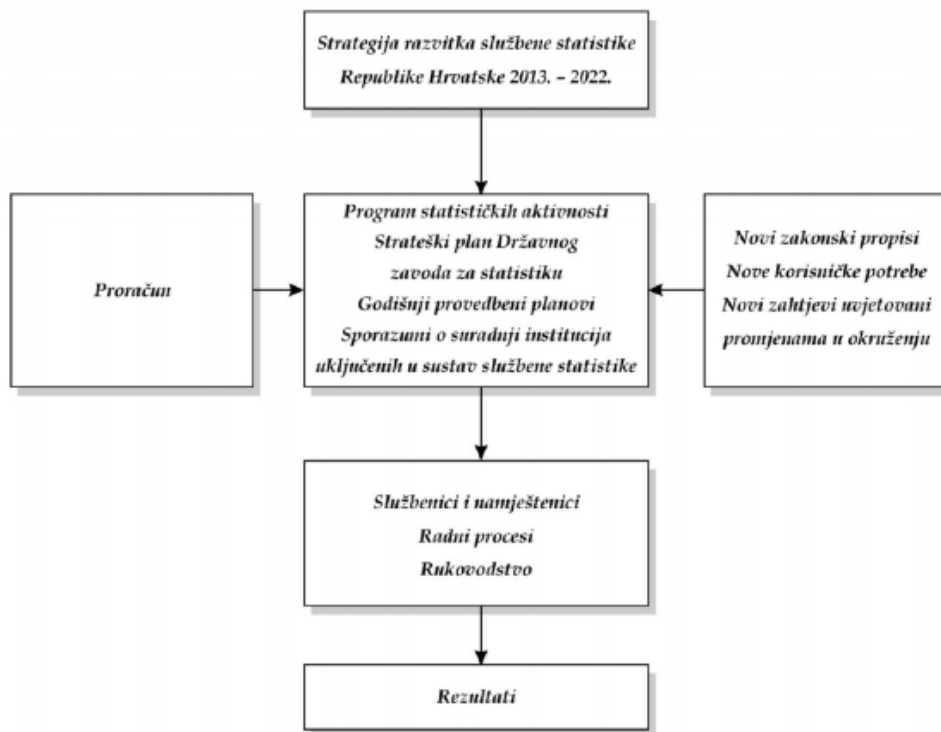 Strategija razvitka službene statistike
Republike Hrvatske 2013. – 2022.
Proračun
Program statističkih aktivnosti
Strateški plan Državnog
zavoda za statistiku
Godišnji provedbeni planovi
Sporazumi o suradnji institucija
uključenih u sustav službene statistike
Novi zakonski propisi
Nove korisničke potrebe
Novi zahtjevi uvjetovani
promjenama u okruženju
Službenici i namještenici
Radni procesi
Rukovodstvo
Rezultati